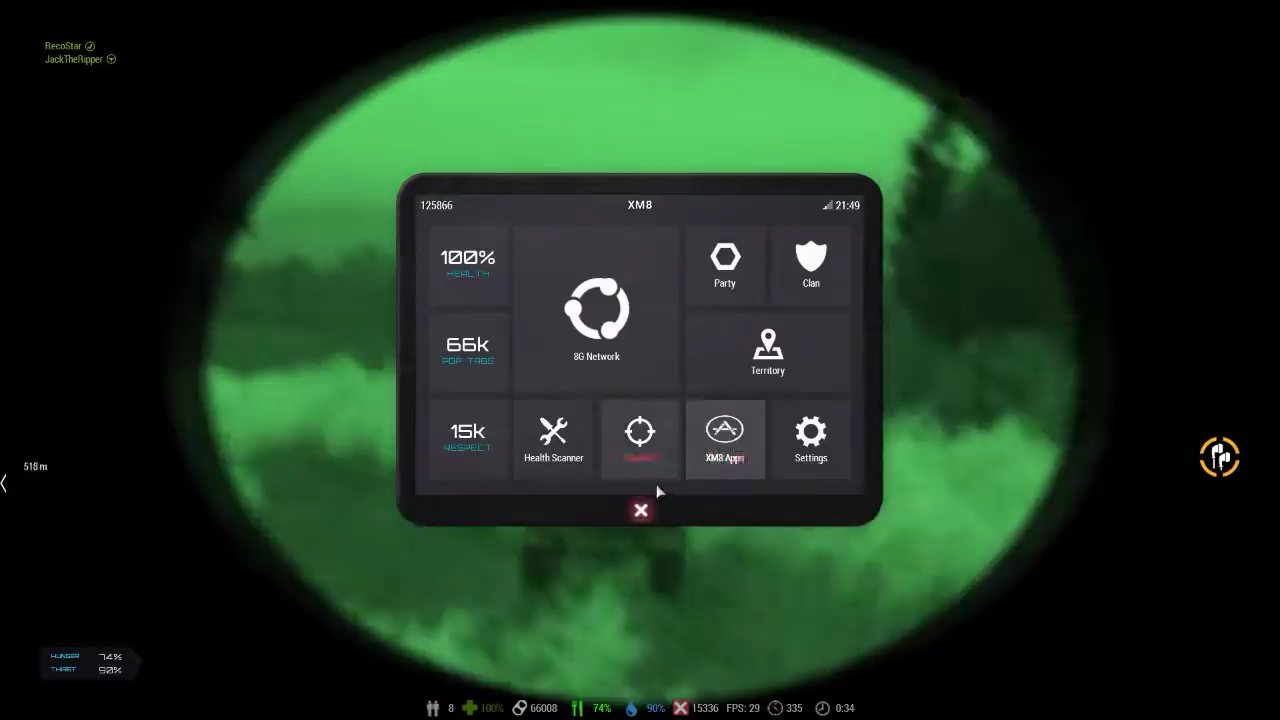 RecoStar
JackTheRipper
125866
XM8
21:49
100%
HEALTH
66k
POP TABS
15k
RESPECT
8G Network
Party
Clan
Territory
Health Scanner
XM8 Apps
Settings
518 m
HUNGER 74%
THIRST 90%
8 100% 66008 74% 90% 15336 FPS: 29 335 0:34